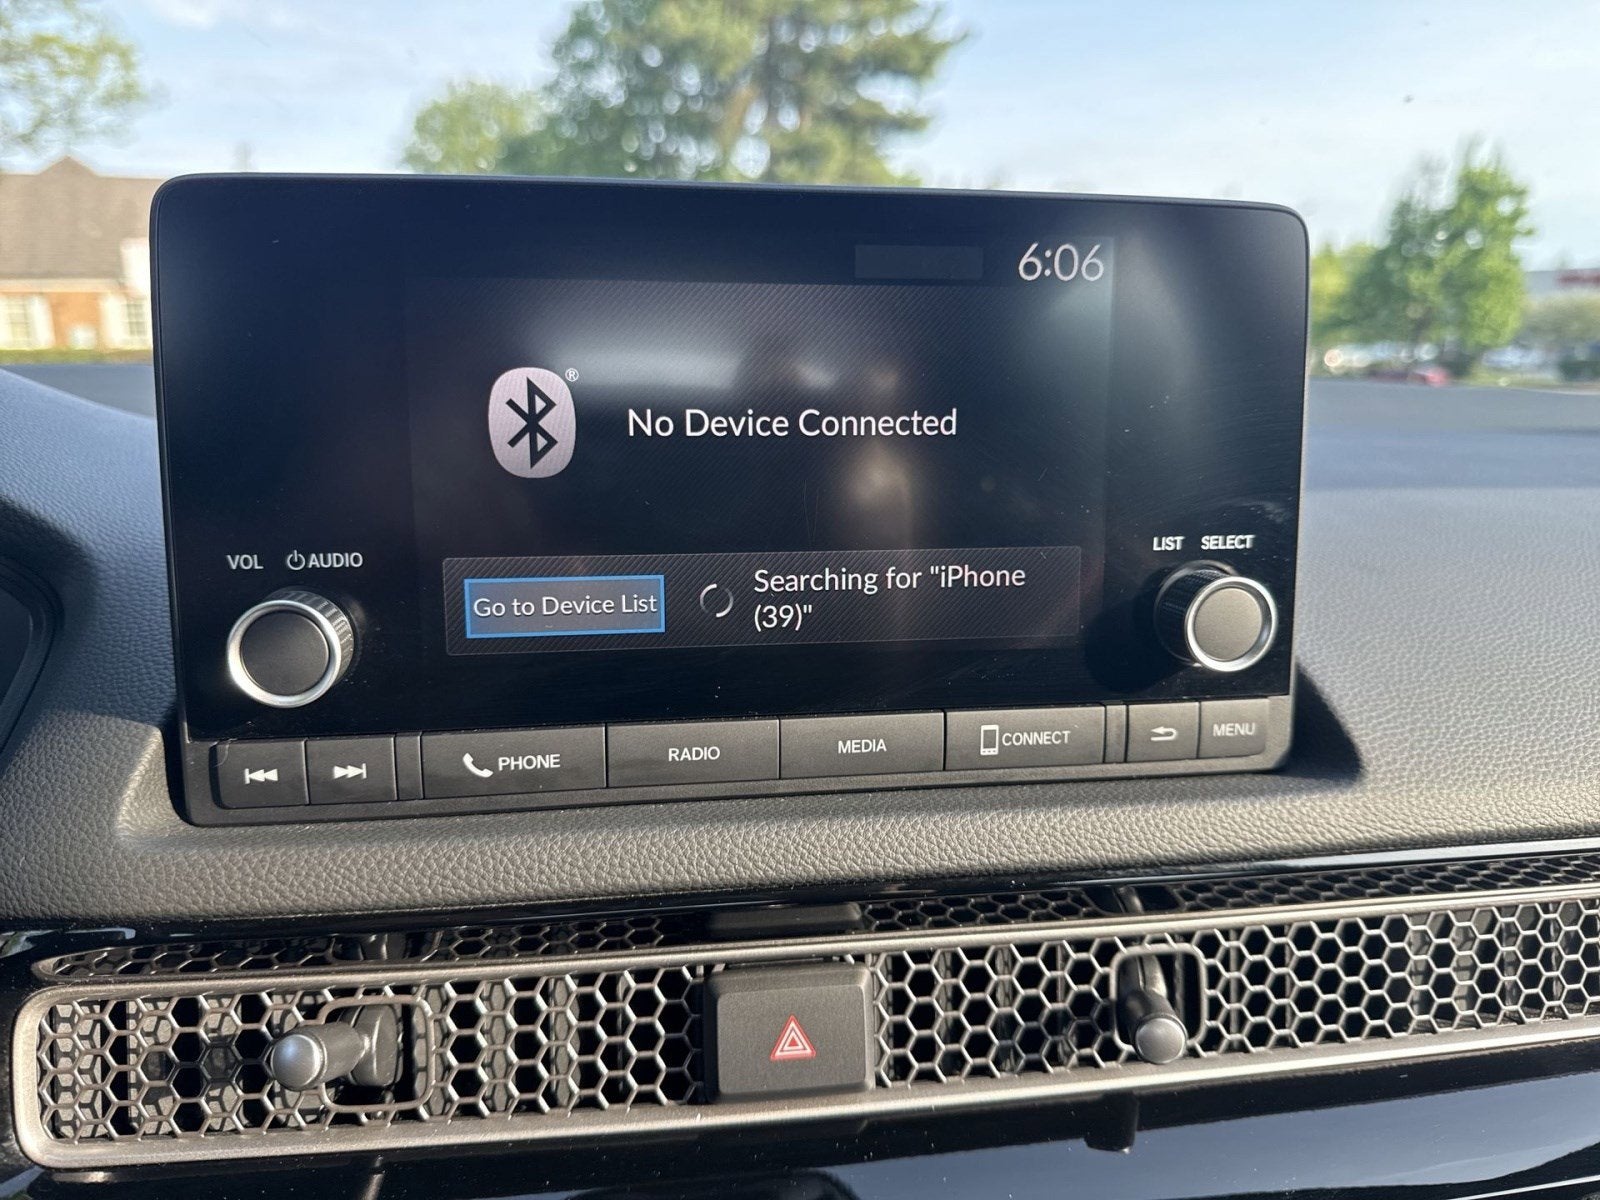 6:06
®
No Device Connected
VOL AUDIO
LIST SELECT
Go to Device List
Searching for "iPhone
(39)"
PHONE
RADIO
MEDIA
CONNECT
MENU